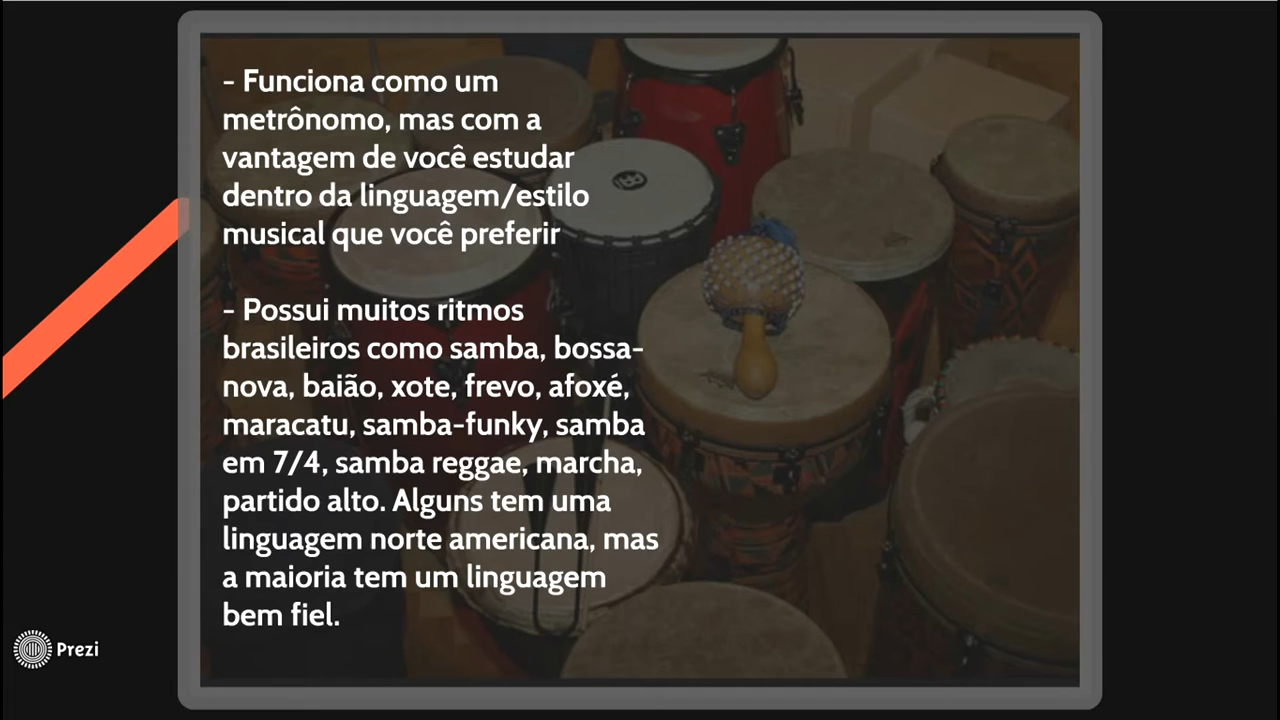 - Funciona como um
metrônomo, mas com a
vantagem de você estudar
dentro da linguagem/estilo
musical que você preferir
- Possui muitos ritmos
brasileiros como samba, bossa-
nova, baião, xote, frevo, afoxé,
maracatu, samba-funky, samba
em 7/4, samba reggae, marcha,
partido alto. Alguns tem uma
linguagem norte americana, mas
a maioria tem um linguagem
bem fiel.
Prezi